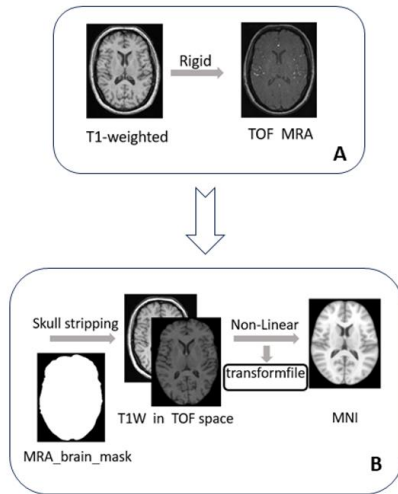 Rigid
T1-weighted
TOF MRA
A
Skull stripping
Non-Linear
transformfile
T1W in TOF space
MNI
MRA_brain_mask
B